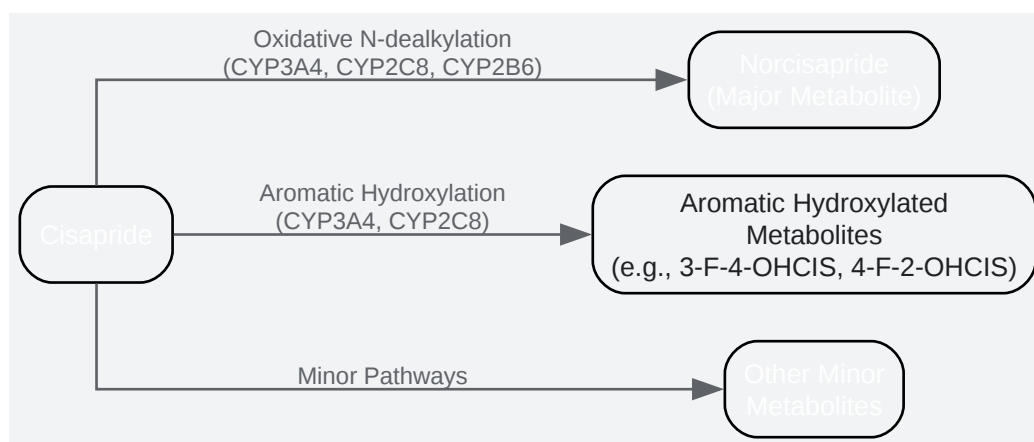 Oxidative N-dealkylation
(CYP3A4, CYP2C8, CYP2B6)
Norcisapride
(Major Metabolite)
Cisapride
Aromatic Hydroxylation
(CYP3A4, CYP2C8)
Aromatic Hydroxylated
Metabolites
(e.g., 3-F-4-OHCIS, 4-F-2-OHCIS)
Minor Pathways
Other Minor
Metabolites